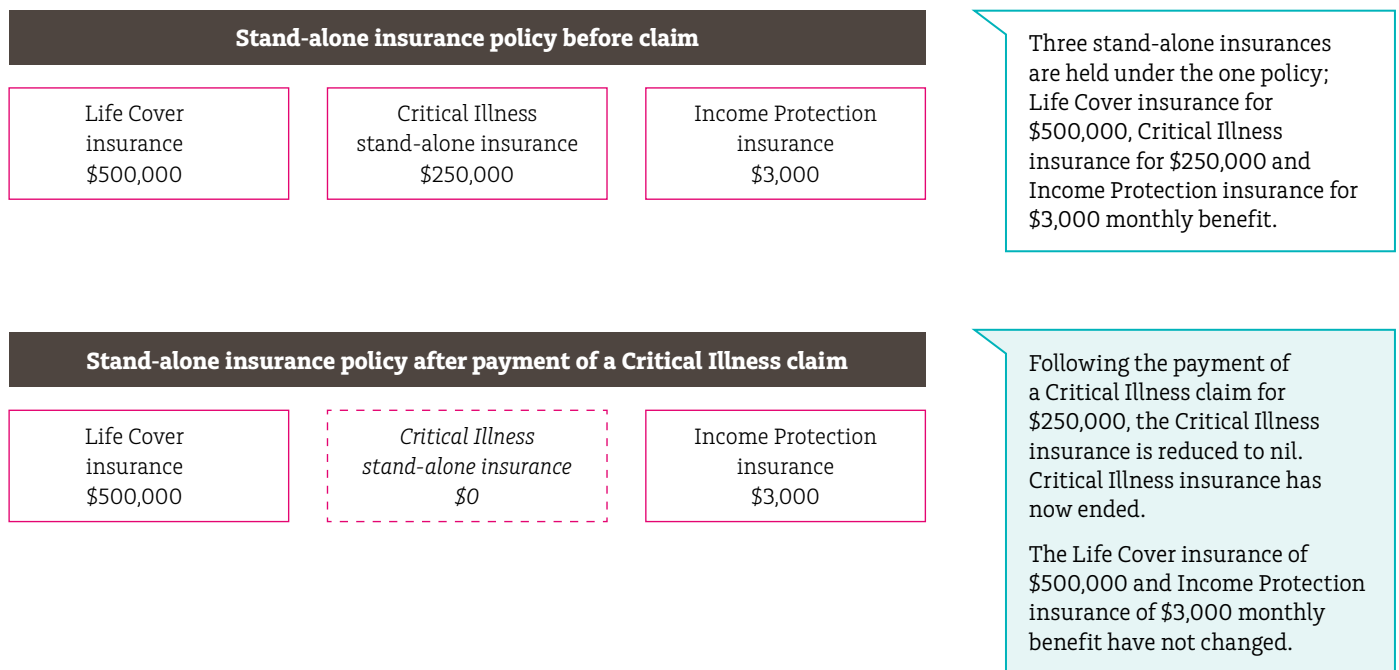 Stand-alone insurance policy before claim
Life Cover
insurance
$500,000
Critical Illness
stand-alone insurance
$250,000
Income Protection
insurance
$3,000
Three stand-alone insurances
are held under the one policy;
Life Cover insurance for
$500,000, Critical Illness
insurance for $250,000 and
Income Protection insurance for
$3,000 monthly benefit.
Stand-alone insurance policy after payment of a Critical Illness claim
Life Cover
insurance
$500,000
Critical Illness
stand-alone insurance
$0
Income Protection
insurance
$3,000
Following the payment of
a Critical Illness claim for
$250,000, the Critical Illness
insurance is reduced to nil.
Critical Illness insurance has
now ended.
The Life Cover insurance of
$500,000 and Income Protection
insurance of $3,000 monthly
benefit have not changed.